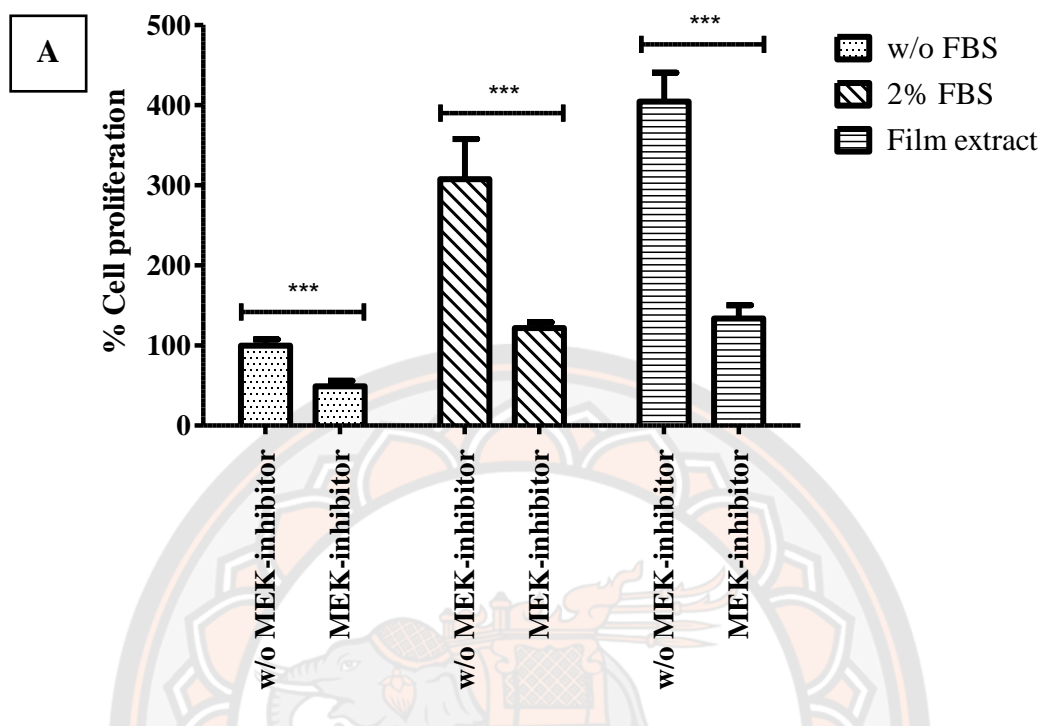 A
500
400
300
200
100
0
% Cell proliferation
***
***
***
w/o FBS
2% FBS
Film extract
w/o MEK-inhibitor
MEK-inhibitor
w/o MEK-inhibitor
MEK-inhibitor
w/o MEK-inhibitor
MEK-inhibitor